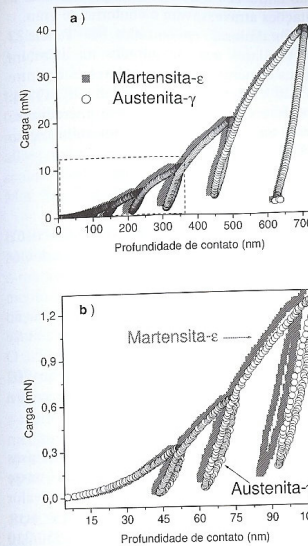 a )
Martensita-ε
Austenita-γ
Carga (mN)
40
30
20
10
0
0 100 200 300 400 500 600 700
Profundidade de contato (nm)
b )
Martensita-ε
Austenita-γ
Carga (mN)
1,2
0,9
0,6
0,3
0,0
15 30 45 60 75 90
Profundidade de contato (nm)